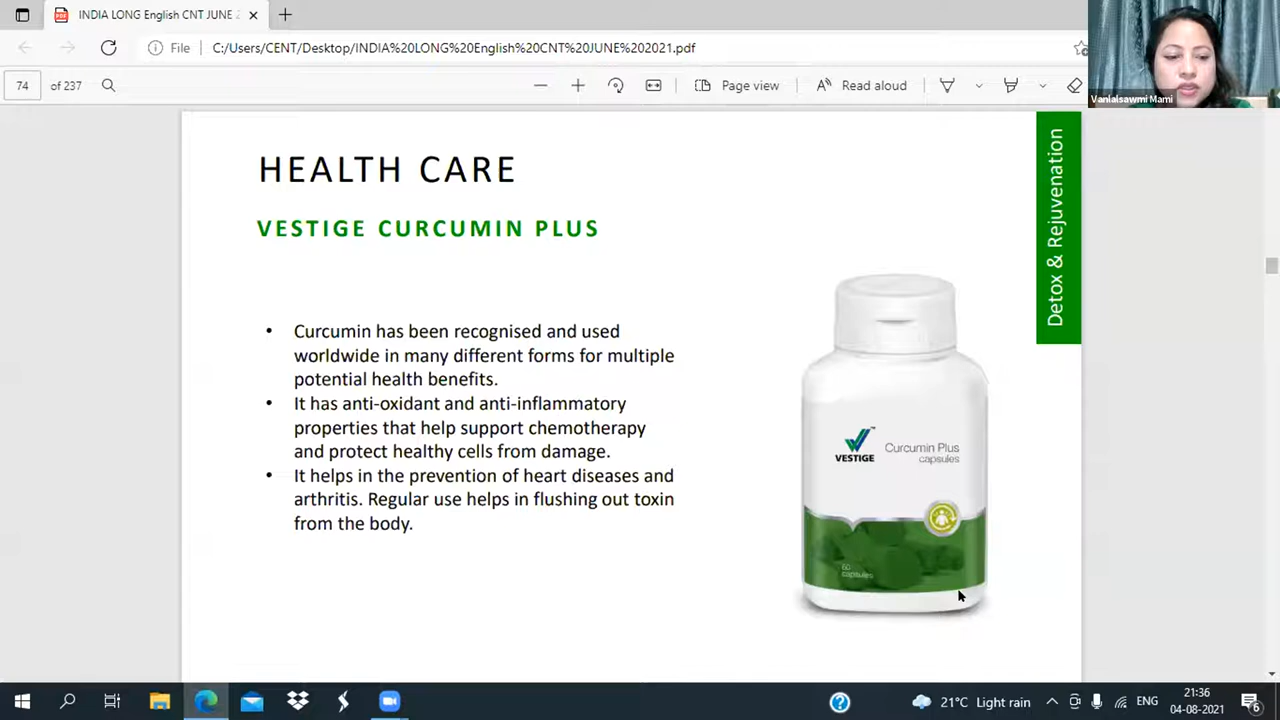 INDIA LONG English CNT JUNE 2
File
C:/Users/CENT/Desktop/INDIA%20LONG%20English%20CNT%20JUNE%202021.pdf
Vanlalsawmi Mami
74 of 237
Page view
Read aloud
HEALTH CARE
VESTIGE CURCUMIN PLUS
Detox & Rejuvenation
• Curcumin has been recognised and used
worldwide in many different forms for multiple
potential health benefits.
• It has anti-oxidant and anti-inflammatory
properties that help support chemotherapy
and protect healthy cells from damage.
• It helps in the prevention of heart diseases and
arthritis. Regular use helps in flushing out toxin
from the body.
VESTIGE
Curcumin Plus
capsules
60
capsules
21°C Light rain
ENG
21:36
04-08-2021
6